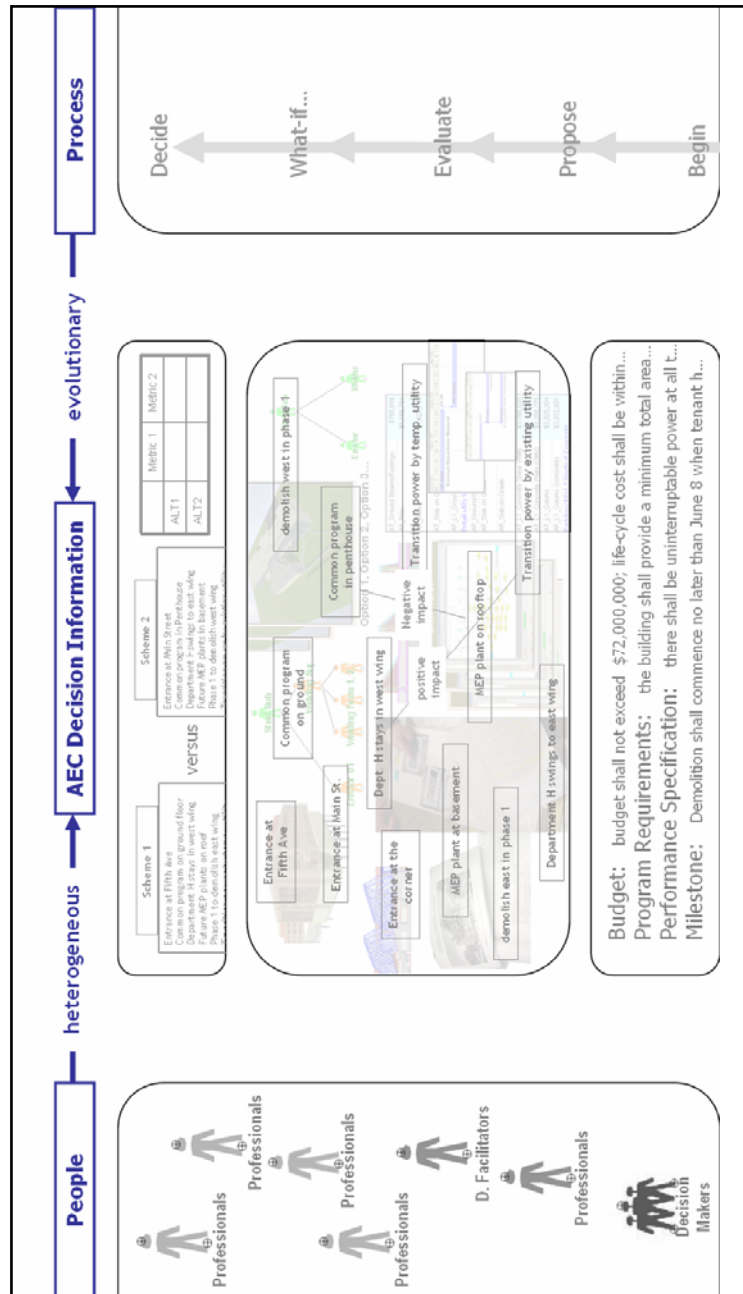 People
heterogeneous
AEC Decision Information
evolutionary
Process
Professionals
Professionals
Professionals
Professionals
D. Facilitators
Professionals
Decision
Makers
Scheme 1
Entrance at Fifth Ave
Common program on ground floor
Department H stays in west wing
Future MEP plants on roof
Phase 1 to demolish east wing
versus
Scheme 2
Entrance at Main Street
Common program in Penthouse
Department H swings to east wing
Future MEP plants in basement
Phase 1 to demolish west wing
Metric 1 Metric 2
ALT1
ALT2
Entrance at
Fifth Ave
Common program
on ground
demolish west in phase 1
Entrance at Main St.
Common program
in penthouse
Option 1, Option 2, Option 3...
Entrance at the
corner
Dept. H stays in west wing
Negative
impact
Transition power by temp. utility
positive
impact
MEP plant at basement
MEP plant on rooftop
demolish east in phase 1
Transition power by existing utility
Department H swings to east wing
Budget: budget shall not exceed $72,000,000; life-cycle cost shall be within...
Program Requirements: the building shall provide a minimum total area...
Performance Specification: there shall be uninterruptable power at all t...
Milestone: Demolition shall commence no later than June 8 when tenant h...
Decide
What-if...
Evaluate
Propose
Begin